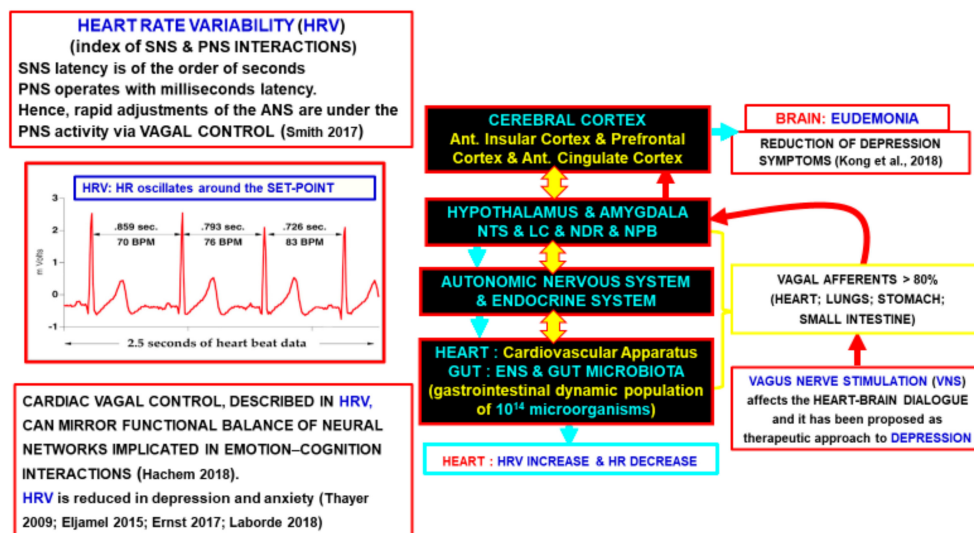 HEART RATE VARIABILITY (HRV)
(index of SNS & PNS INTERACTIONS)
SNS latency is of the order of seconds
PNS operates with milliseconds latency.
Hence, rapid adjustments of the ANS are under the
PNS activity via VAGAL CONTROL (Smith 2017)
HRV: HR oscillates around the SET-POINT
3
2
1
0
-1
m Volts
.859 sec.
70 BPM
.793 sec.
76 BPM
.726 sec.
83 BPM
2.5 seconds of heart beat data
CARDIAC VAGAL CONTROL, DESCRIBED IN HRV,
CAN MIRROR FUNCTIONAL BALANCE OF NEURAL
NETWORKS IMPLICATED IN EMOTION–COGNITION
INTERACTIONS (Hachem 2018).
HRV is reduced in depression and anxiety (Thayer
2009; Eljamel 2015; Ernst 2017; Laborde 2018)
CEREBRAL CORTEX
Ant. Insular Cortex & Prefrontal
Cortex & Ant. Cingulate Cortex
HYPOTHALAMUS & AMYGDALA
NTS & LC & NDR & NPB
AUTONOMIC NERVOUS SYSTEM
& ENDOCRINE SYSTEM
HEART : Cardiovascular Apparatus
GUT : ENS & GUT MICROBIOTA
(gastrointestinal dynamic population
of 10¹⁴ microorganisms)
HEART : HRV INCREASE & HR DECREASE
BRAIN: EUDEMONIA
REDUCTION OF DEPRESSION
SYMPTOMS (Kong et al., 2018)
VAGAL AFFERENTS > 80%
(HEART; LUNGS; STOMACH;
SMALL INTESTINE)
VAGUS NERVE STIMULATION (VNS)
affects the HEART-BRAIN DIALOGUE
and it has been proposed as
therapeutic approach to DEPRESSION